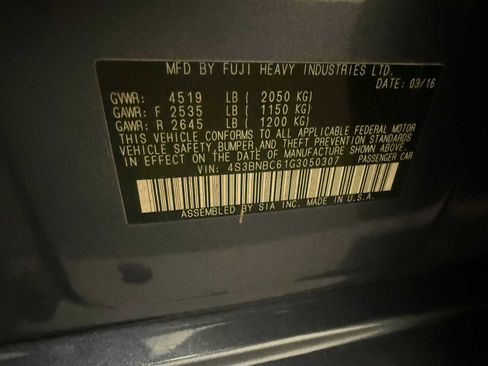 MFD BY FUJI HEAVY INDUSTRIES LTD.
DATE: 03/16
GVWR: 4519 LB ( 2050 KG)
GAWR: F 2535 LB ( 1150 KG)
GAWR: R 2645 LB ( 1200 KG)
THIS VEHICLE CONFORMS TO ALL APPLICABLE FEDERAL MOTOR
VEHICLE SAFETY,BUMPER,AND THEFT PREVENTION STANDARDS
IN EFFECT ON THE DATE OF MANUFACTURE SHOWN ABOVE.
VIN: 4S3BNBC61G3050307 PASSENGER CAR
ASSEMBLED BY SIA INC. MADE IN U.S.A.